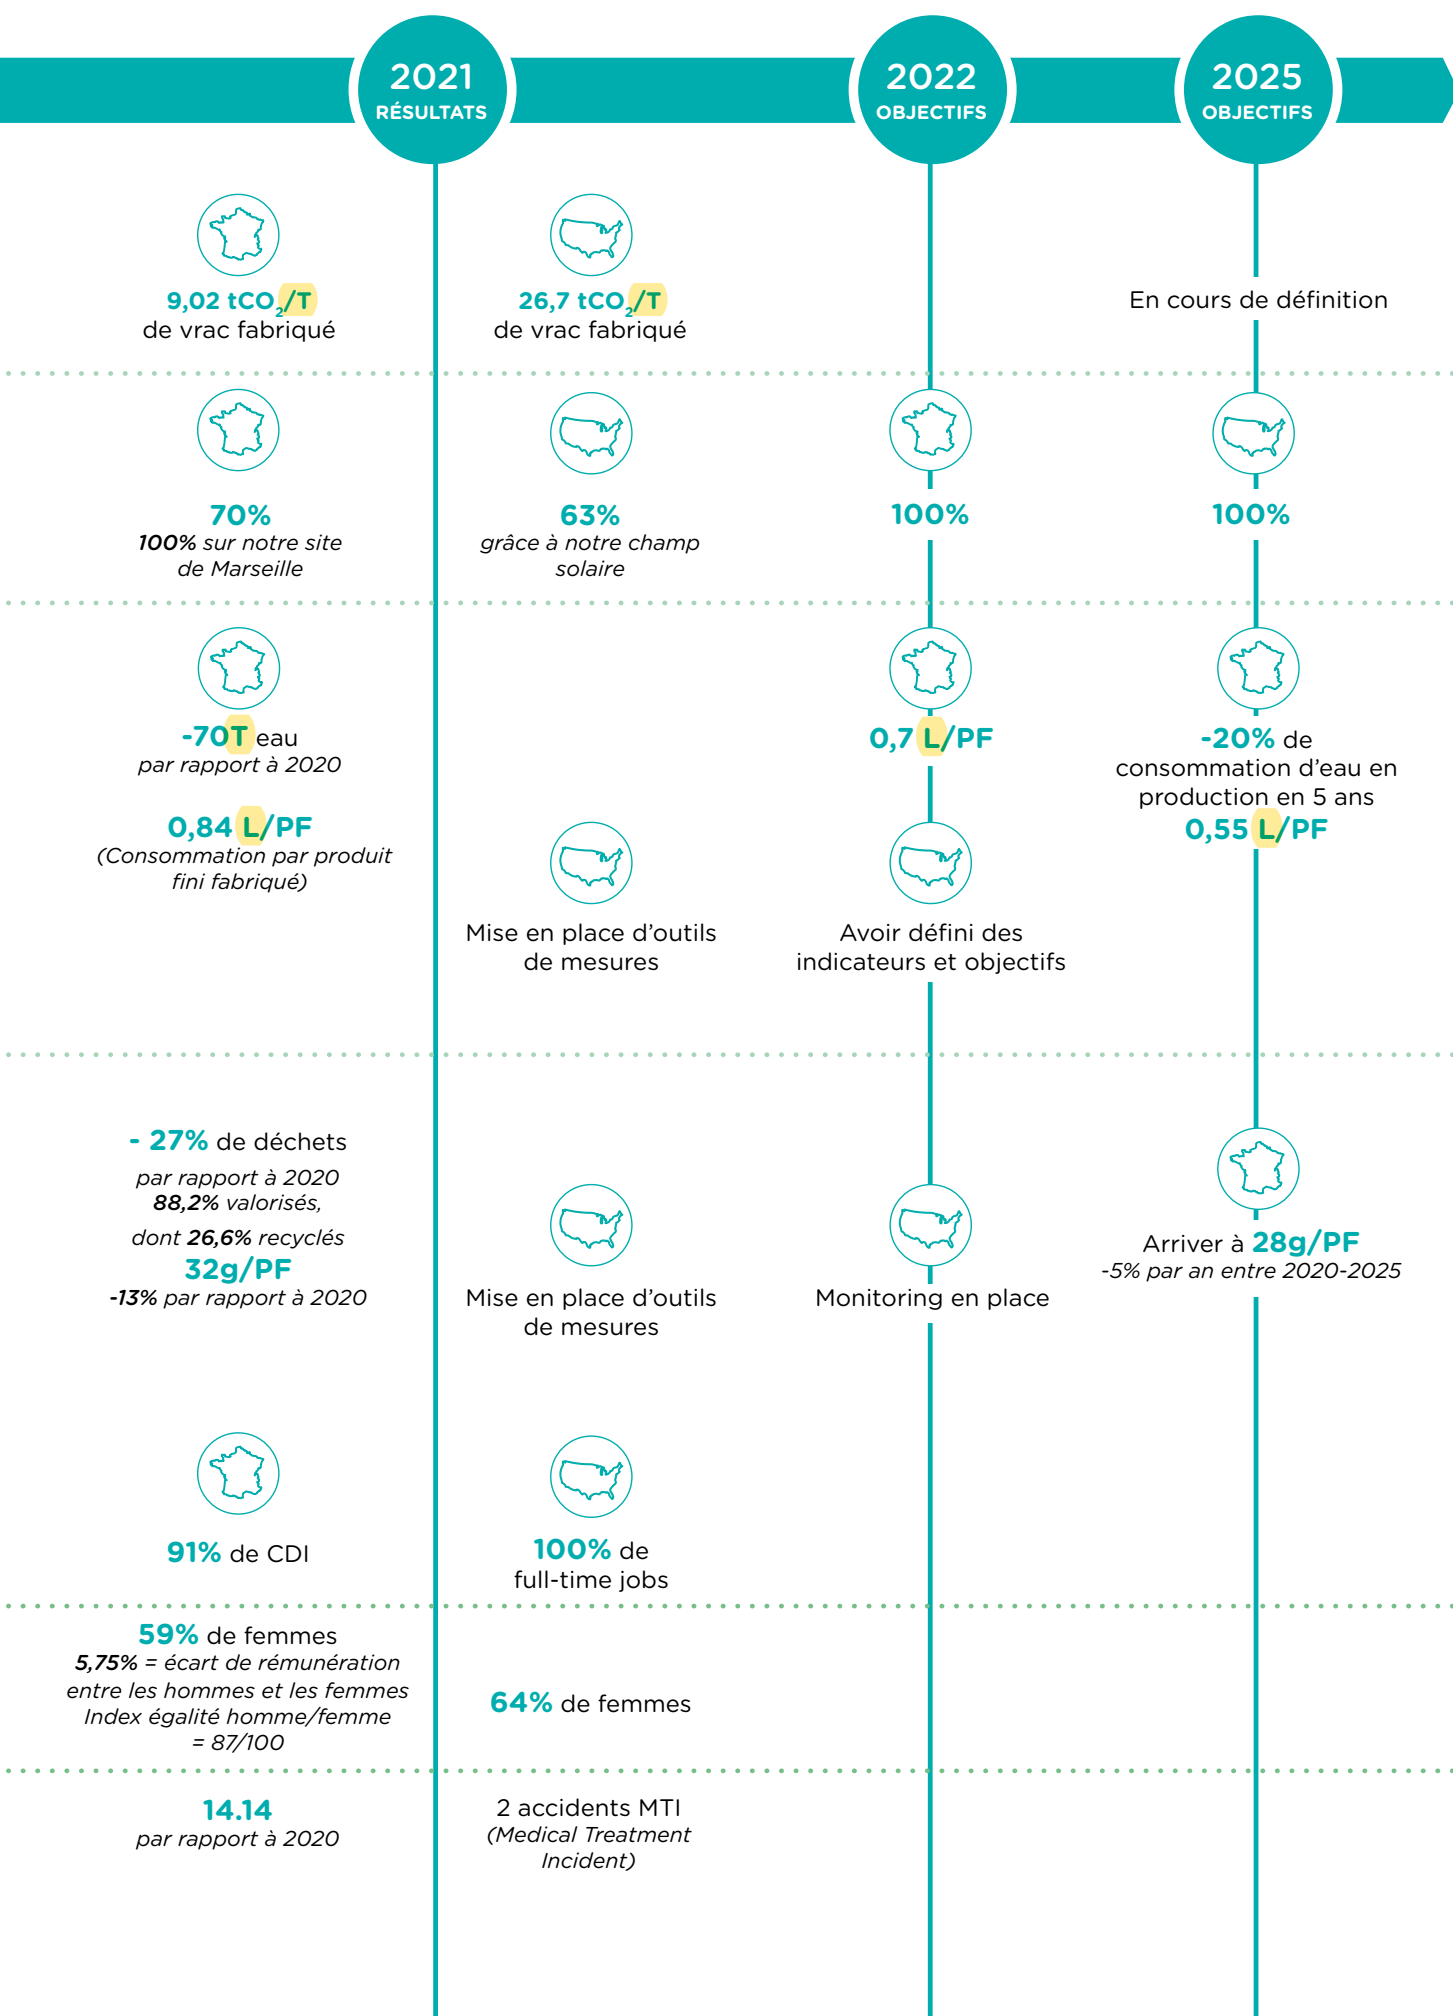 2021
RÉSULTATS
2022
OBJECTIFS
2025
OBJECTIFS
9,02 tCO2/T
de vrac fabriqué
26,7 tCO2/T
de vrac fabriqué
En cours de définition
70%
100% sur notre site
de Marseille
63%
grâce à notre champ
solaire
100%
100%
-70T eau
par rapport à 2020
0,84 L/PF
(Consommation par produit
fini fabriqué)
Mise en place d’outils
de mesures
0,7 L/PF
Avoir défini des
indicateurs et objectifs
-20% de
consommation d’eau en
production en 5 ans
0,55 L/PF
- 27% de déchets
par rapport à 2020
88,2% valorisés,
dont 26,6% recyclés
32g/PF
-13% par rapport à 2020
Mise en place d’outils
de mesures
Monitoring en place
Arriver à 28g/PF
-5% par an entre 2020-2025
91% de CDI
100% de
full-time jobs
59% de femmes
5,75% = écart de rémunération
entre les hommes et les femmes
Index égalité homme/femme
= 87/100
64% de femmes
14.14
par rapport à 2020
2 accidents MTI
(Medical Treatment
Incident)